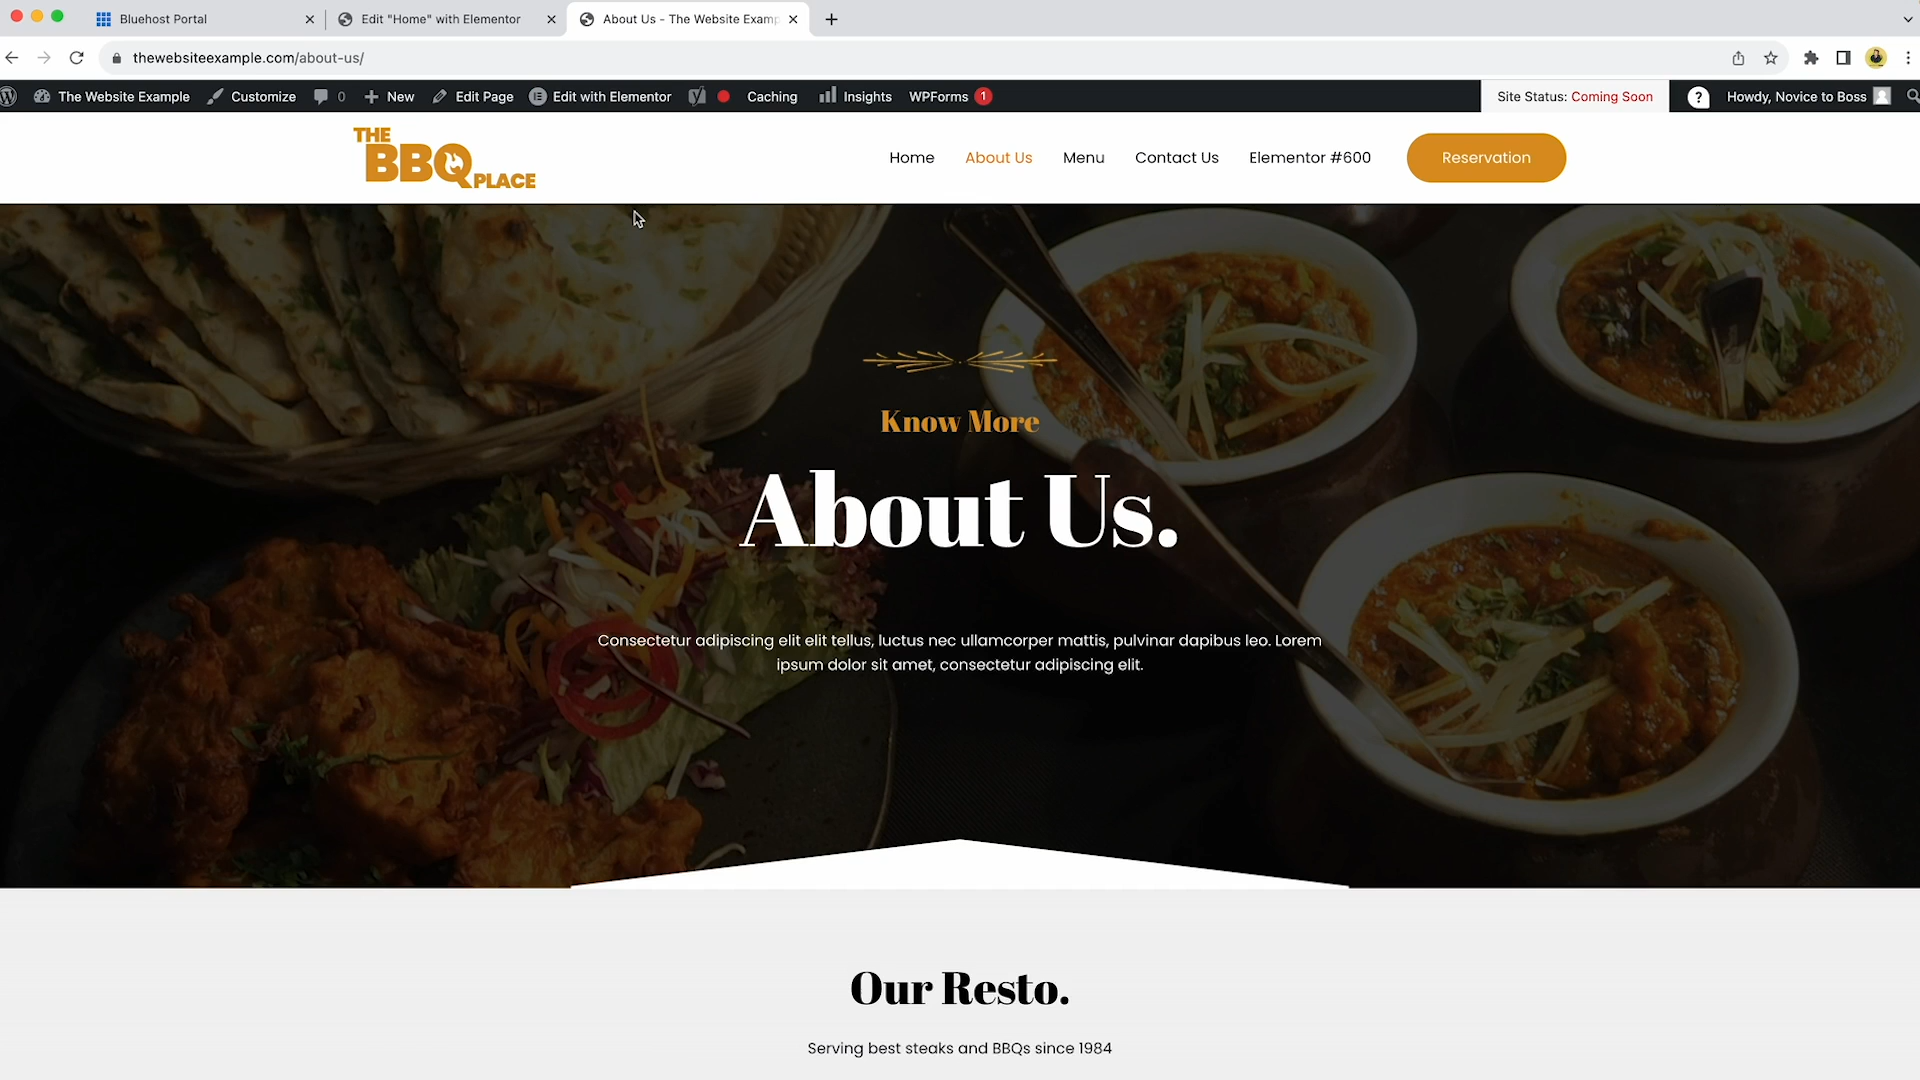 Bluehost Portal
Edit "Home" with Elementor
About Us - The Website Examp
thewebsiteexample.com/about-us/
The Website Example Customize 0 New Edit Page Edit with Elementor Caching Insights WPForms 1 Site Status: Coming Soon ? Howdy, Novice to Boss
THE
BBQ
PLACE
Home About Us Menu Contact Us Elementor #600 Reservation
Know More
About Us.
Consectetur adipiscing elit elit tellus, luctus nec ullamcorper mattis, pulvinar dapibus leo. Lorem
ipsum dolor sit amet, consectetur adipiscing elit.
Our Resto.
Serving best steaks and BBQs since 1984